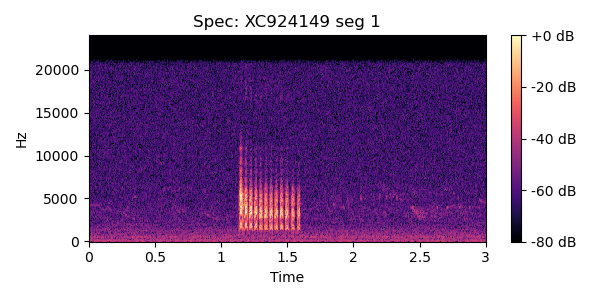 Spec: XC924149 seg 1
+0 dB
20000
-20 dB
15000
Hz
-40 dB
10000
-60 dB
5000
0
-80 dB
0 0.5 1 1.5 2 2.5 3
Time